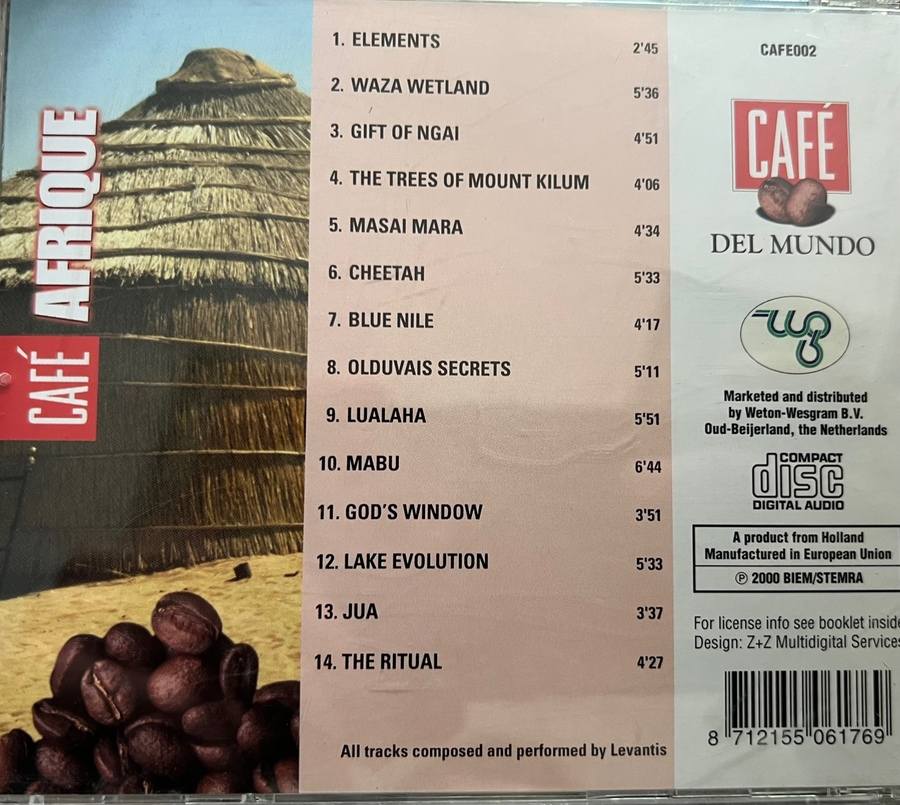 CAFÉ AFRIQUE
1. ELEMENTS 2'45
2. WAZA WETLAND 5'36
3. GIFT OF NGAI 4'51
4. THE TREES OF MOUNT KILUM 4'06
5. MASAI MARA 4'34
6. CHEETAH 5'33
7. BLUE NILE 4'17
8. OLDUVAIS SECRETS 5'11
9. LUALAHA 5'51
10. MABU 6'44
11. GOD'S WINDOW 3'51
12. LAKE EVOLUTION 5'33
13. JUA 3'37
14. THE RITUAL 4'27
All tracks composed and performed by Levantis
CAFE002
CAFÉ
DEL MUNDO
Marketed and distributed
by Weton-Wesgram B.V.
Oud-Beijerland, the Netherlands
COMPACT
disc
DIGITAL AUDIO
A product from Holland
Manufactured in European Union
℗ 2000 BIEM/STEMRA
For license info see booklet inside
Design: Z+Z Multidigital Services
8 712155 061769